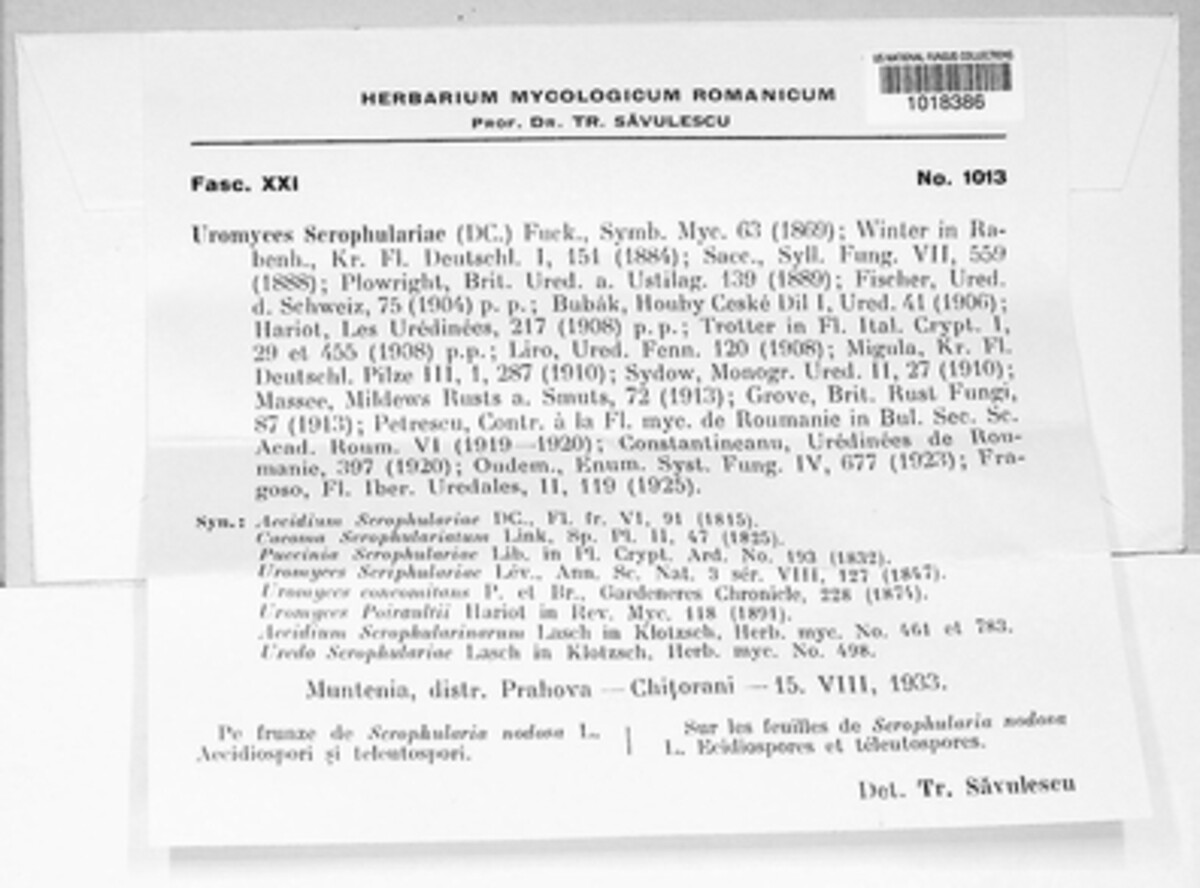 US NATIONAL FUNGUS COLLECTIONS
1018386
HERBARIUM MYCOLOGICUM ROMANICUM
PROF. DR. TR. SĂVULESCU
Fasc. XXI
No. 1013
Uromyces Scrophulariae (DC.) Fuck., Symb. Myc. 63 (1869); Winter in Ra-
benh., Kr. Fl. Deutschl. I, 151 (1884); Sacc., Syll. Fung. VII, 559
(1888); Plowright, Brit. Ured. a. Ustilag. 139 (1889); Fischer, Ured.
d. Schweiz, 75 (1904) p. p.; Bubák, Houby Ceské Dil I, Ured. 41 (1906);
Hariot, Les Urédinées, 217 (1908) p. p.; Trotter in Fl. Ital. Crypt. I,
29 et 455 (1908) p.p.; Liro, Ured. Fenn. 120 (1908); Migula, Kr. Fl.
Deutschl. Pilze III, 1, 287 (1910); Sydow, Monogr. Ured. II, 27 (1910);
Massee, Mildews Rusts a. Smuts, 72 (1913); Grove, Brit. Rust Fungi,
87 (1913); Petrescu, Contr. à la Fl. myc. de Roumanie in Bul. Sec. Sc.
Acad. Roum. VI (1919—1920); Constantineanu, Urédinées de Rou-
manie, 397 (1920); Oudem., Enum. Syst. Fung. IV, 677 (1923); Fra-
goso, Fl. Iber. Uredales, II, 119 (1925).
Syn.: Aecidium Scrophulariae DC., Fl. fr. VI, 91 (1815).
Caeoma Scrophulariatum Link, Sp. Pl. II, 47 (1825).
Puccinia Scrophulariae Lib. in Pl. Crypt. Ard. No. 193 (1832).
Uromyces Scriphulariae Lév., Ann. Sc. Nat. 3 sér. VIII, 127 (1847).
Uromyces concomitans P. et Br., Gardeneres Chronicle, 228 (1874).
Uromyces Poiraultii Hariot in Rev. Myc. 118 (1891).
Aecidium Scrophularinarum Lasch in Klotzsch, Herb. myc. No. 461 et 783.
Uredo Scrophulariae Lasch in Klotzsch, Herb. myc. No. 498.
Muntenia, distr. Prahova — Chiţorani — 15. VIII, 1933.
Pe frunze de Scrophularia nodosa L.
Aecidiospori şi teleutospori.
Sur les feuilles de Scrophularia nodosa
L. Ecidiospores et téleutospores.
Det. Tr. Săvulescu